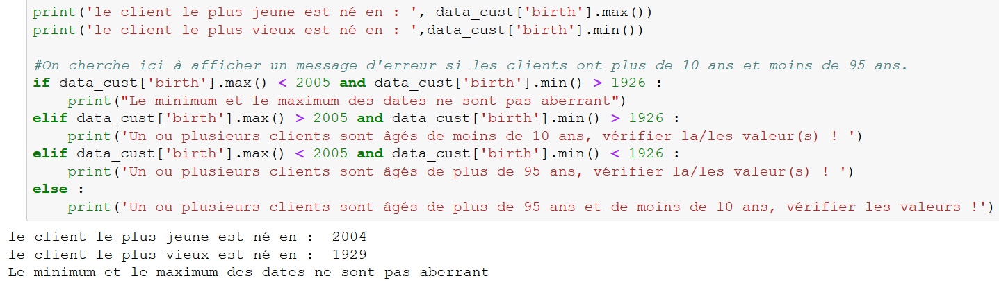 print('le client le plus jeune est né en : ', data_cust['birth'].max())
print('le client le plus vieux est né en : ',data_cust['birth'].min())

#On cherche ici à afficher un message d'erreur si les clients ont plus de 10 ans et moins de 95 ans.
if data_cust['birth'].max() < 2005 and data_cust['birth'].min() > 1926 :
    print("Le minimum et le maximum des dates ne sont pas aberrant")
elif data_cust['birth'].max() > 2005 and data_cust['birth'].min() > 1926 :
    print('Un ou plusieurs clients sont âgés de moins de 10 ans, vérifier la/les valeur(s) ! ')
elif data_cust['birth'].max() < 2005 and data_cust['birth'].min() < 1926 :
    print('Un ou plusieurs clients sont âgés de plus de 95 ans, vérifier la/les valeur(s) ! ')
else :
    print('Un ou plusieurs clients sont âgés de plus de 95 ans et de moins de 10 ans, vérifier les valeurs !')
le client le plus jeune est né en :  2004
le client le plus vieux est né en :  1929
Le minimum et le maximum des dates ne sont pas aberrant